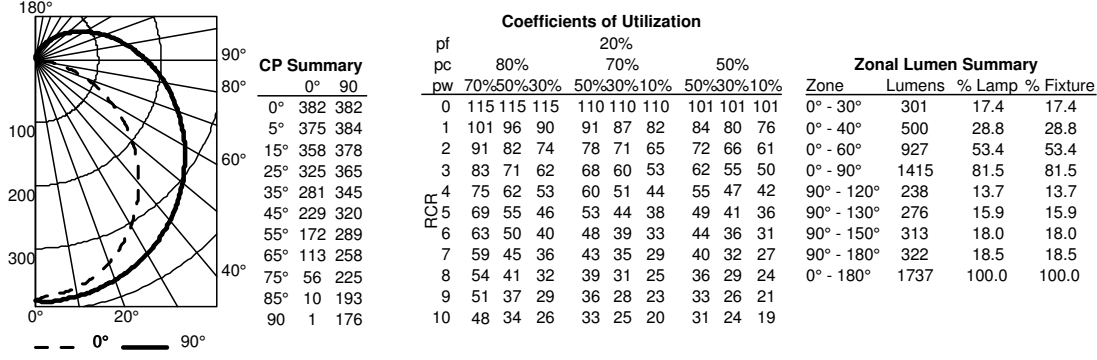 180°
90°
80°
60°
40°
100
200
300
0° 20°
0° 90°
CP Summary
0° 90
0° 382 382
5° 375 384
15° 358 378
25° 325 365
35° 281 345
45° 229 320
55° 172 289
65° 113 258
75° 56 225
85° 10 193
90 1 176
Coefficients of Utilization
pf 20%
pc 80% 70% 50%
pw 70%50%30% 50%30%10% 50%30%10%
RCR
0 115 115 115 110 110 110 101 101 101
1 101 96 90 91 87 82 84 80 76
2 91 82 74 78 71 65 72 66 61
3 83 71 62 68 60 53 62 55 50
4 75 62 53 60 51 44 55 47 42
5 69 55 46 53 44 38 49 41 36
6 63 50 40 48 39 33 44 36 31
7 59 45 36 43 35 29 40 32 27
8 54 41 32 39 31 25 36 29 24
9 51 37 29 36 28 23 33 26 21
10 48 34 26 33 25 20 31 24 19
Zonal Lumen Summary
Zone Lumens % Lamp % Fixture
0° - 30° 301 17.4 17.4
0° - 40° 500 28.8 28.8
0° - 60° 927 53.4 53.4
0° - 90° 1415 81.5 81.5
90° - 120° 238 13.7 13.7
90° - 130° 276 15.9 15.9
90° - 150° 313 18.0 18.0
90° - 180° 322 18.5 18.5
0° - 180° 1737 100.0 100.0